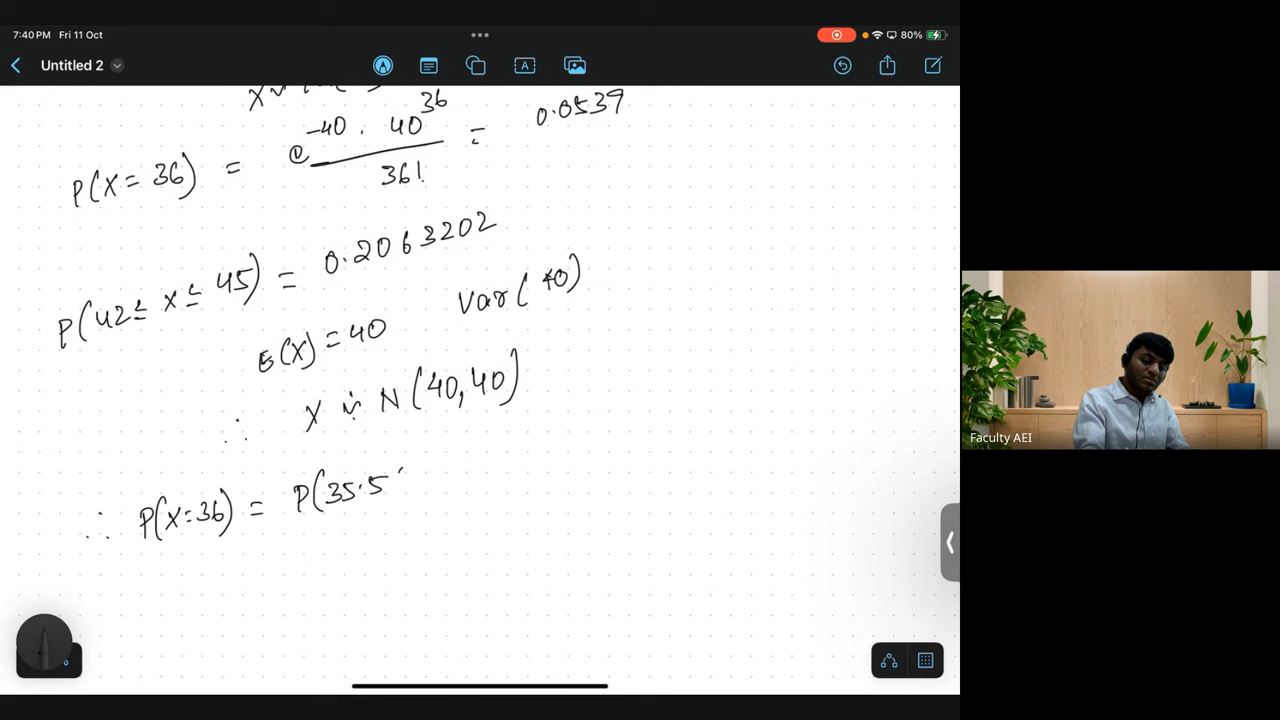 7:40 PM Fri 11 Oct
80%
Untitled 2
A
-40 . 40^36
P(X = 36) = e / 36! = 0.0539
P(42 ≤ x ≤ 45) = 0.2063202
E(X) = 40 Var(40)
∴ X ~ N(40,40)
∴ P(X=36) = P(35.5
Faculty AEI